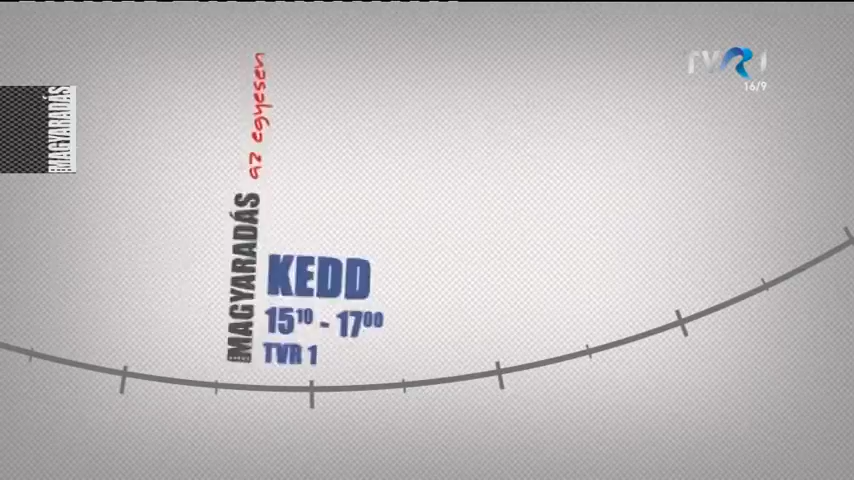 TVR1
16/9
MAGYARADÁS
az egyesen
MAGYARADÁS
KEDD
15¹⁰ - 17⁰⁰
TVR 1